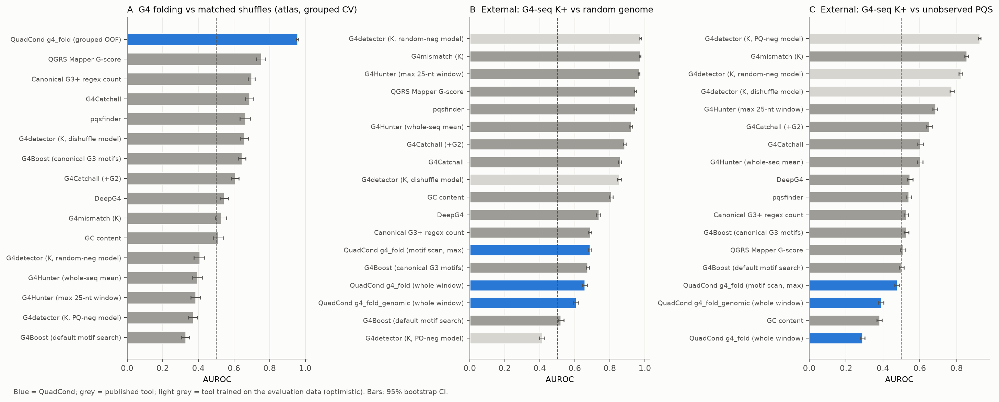 A  G4 folding vs matched shuffles (atlas, grouped CV)
QuadCond g4_fold (grouped OOF)
QGRS Mapper G-score
Canonical G3+ regex count
G4Catchall
pqsfinder
G4detector (K, dishuffle model)
G4Boost (canonical G3 motifs)
G4Catchall (+G2)
DeepG4
G4mismatch (K)
GC content
G4detector (K, random-neg model)
G4Hunter (whole-seq mean)
G4Hunter (max 25-nt window)
G4detector (K, PQ-neg model)
G4Boost (default motif search)
0.0 0.2 0.4 0.6 0.8 1.0
AUROC
B  External: G4-seq K+ vs random genome
G4detector (K, random-neg model)
G4mismatch (K)
G4Hunter (max 25-nt window)
QGRS Mapper G-score
pqsfinder
G4Hunter (whole-seq mean)
G4Catchall (+G2)
G4Catchall
G4detector (K, dishuffle model)
GC content
DeepG4
Canonical G3+ regex count
QuadCond g4_fold (motif scan, max)
G4Boost (canonical G3 motifs)
QuadCond g4_fold (whole window)
QuadCond g4_fold_genomic (whole window)
G4Boost (default motif search)
G4detector (K, PQ-neg model)
0.0 0.2 0.4 0.6 0.8 1.0
AUROC
C  External: G4-seq K+ vs unobserved PQS
G4detector (K, PQ-neg model)
G4mismatch (K)
G4detector (K, random-neg model)
G4detector (K, dishuffle model)
G4Hunter (max 25-nt window)
G4Catchall (+G2)
G4Catchall
G4Hunter (whole-seq mean)
DeepG4
pqsfinder
Canonical G3+ regex count
G4Boost (canonical G3 motifs)
QGRS Mapper G-score
G4Boost (default motif search)
QuadCond g4_fold (motif scan, max)
QuadCond g4_fold_genomic (whole window)
GC content
QuadCond g4_fold (whole window)
0.0 0.2 0.4 0.6 0.8
AUROC
Blue = QuadCond; grey = published tool; light grey = tool trained on the evaluation data (optimistic). Bars: 95% bootstrap CI.